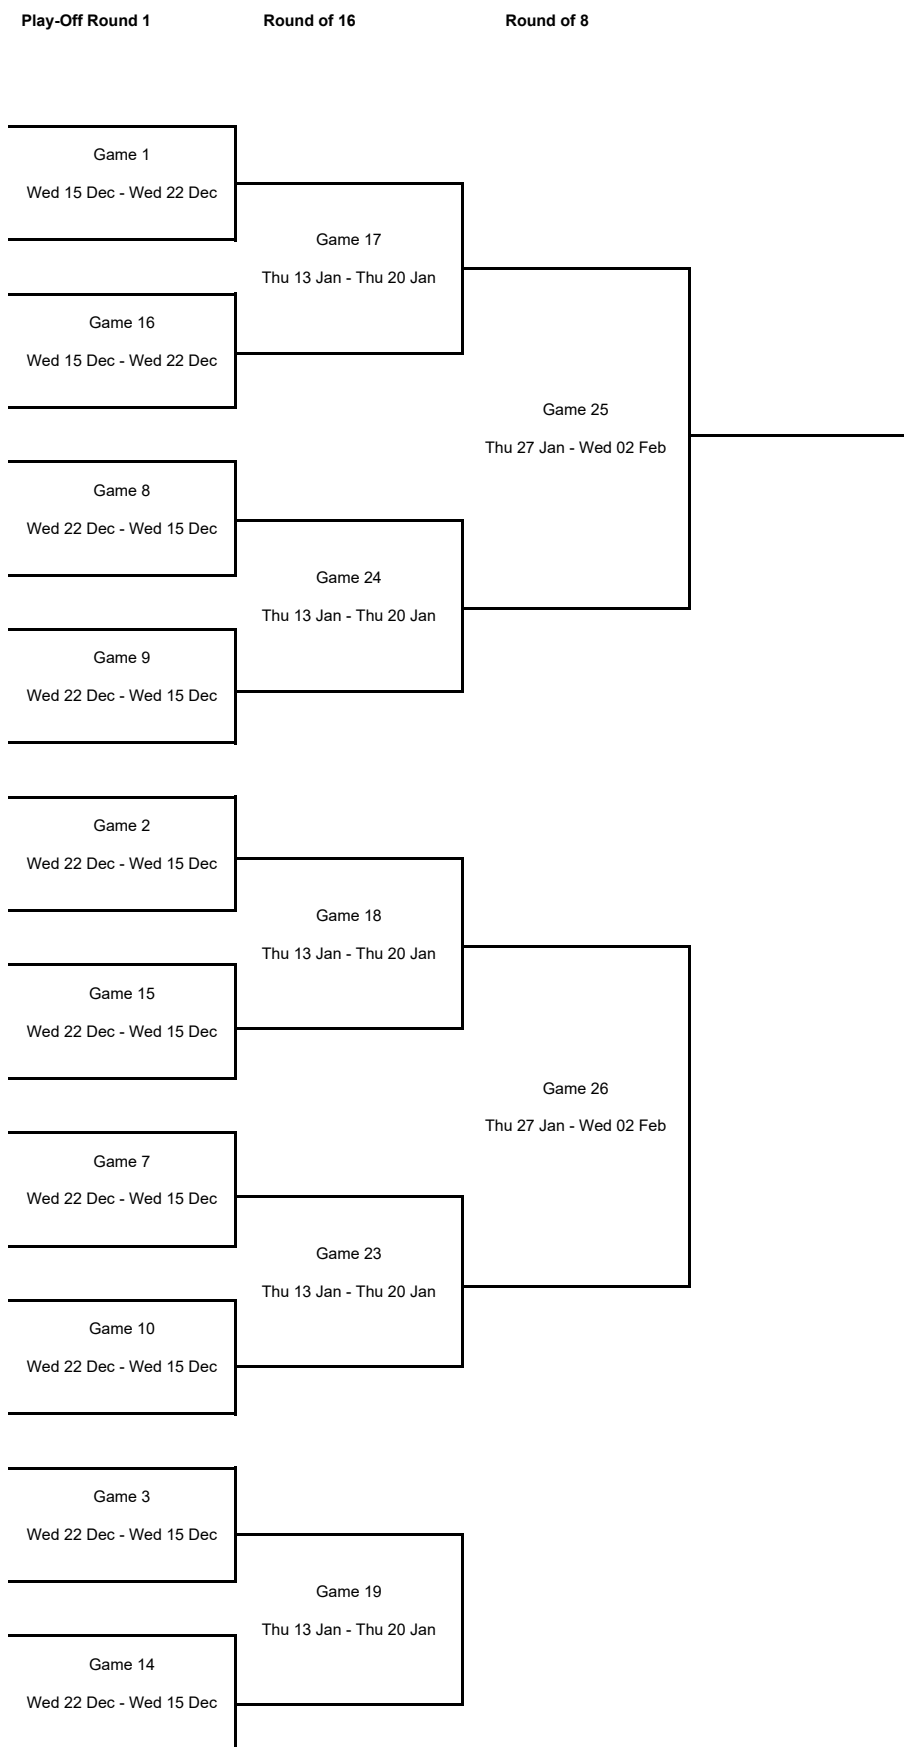 Play-Off Round 1
Round of 16
Round of 8
Game 1
Wed 15 Dec - Wed 22 Dec
Game 17
Thu 13 Jan - Thu 20 Jan
Game 16
Wed 15 Dec - Wed 22 Dec
Game 25
Thu 27 Jan - Wed 02 Feb
Game 8
Wed 22 Dec - Wed 15 Dec
Game 24
Thu 13 Jan - Thu 20 Jan
Game 9
Wed 22 Dec - Wed 15 Dec
Game 2
Wed 22 Dec - Wed 15 Dec
Game 18
Thu 13 Jan - Thu 20 Jan
Game 15
Wed 22 Dec - Wed 15 Dec
Game 26
Thu 27 Jan - Wed 02 Feb
Game 7
Wed 22 Dec - Wed 15 Dec
Game 23
Thu 13 Jan - Thu 20 Jan
Game 10
Wed 22 Dec - Wed 15 Dec
Game 3
Wed 22 Dec - Wed 15 Dec
Game 19
Thu 13 Jan - Thu 20 Jan
Game 14
Wed 22 Dec - Wed 15 Dec